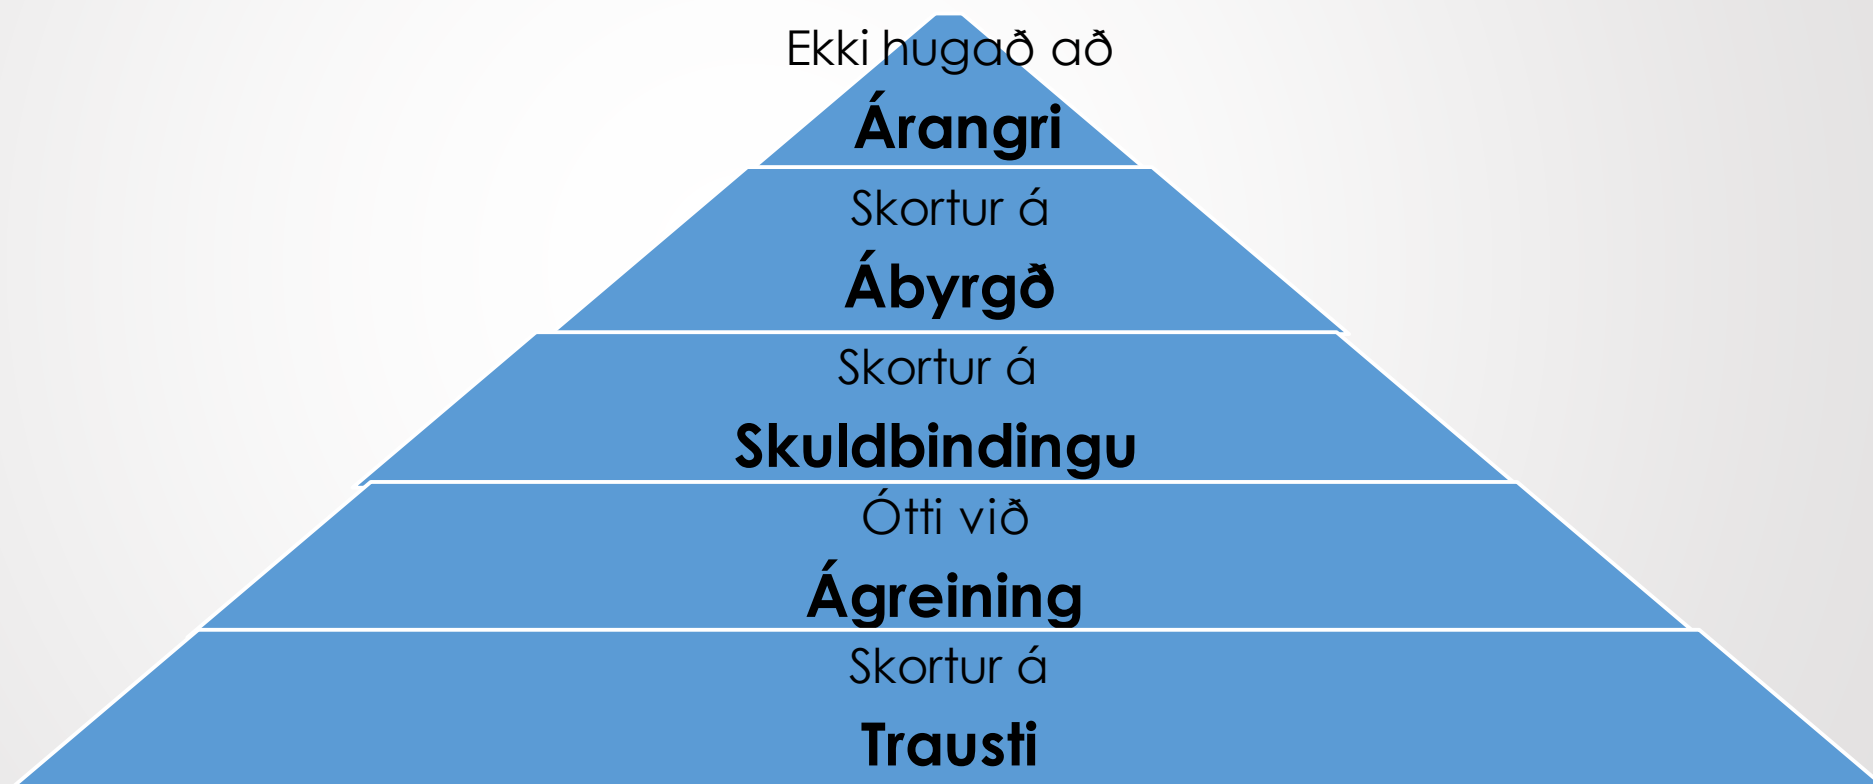 Ekki hugað að
Árangri
Skortur á
Ábyrgð
Skortur á
Skuldbindingu
Ótti við
Ágreining
Skortur á
Trausti